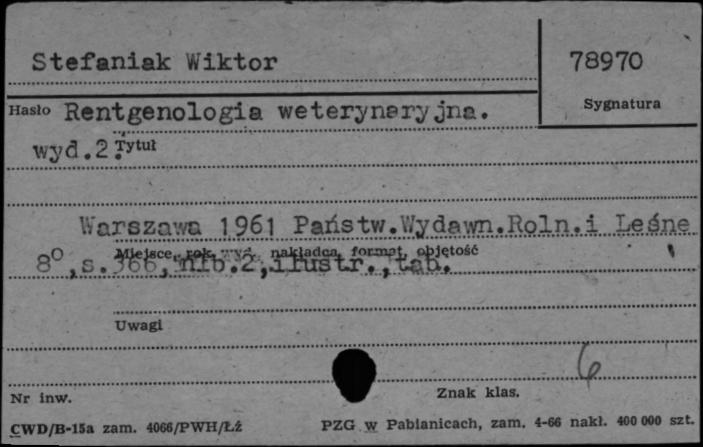 Stefaniak Wiktor
78970
Hasło Rentgenologia weterynaryjna.
Sygnatura
wyd.2. Tytuł
Warszawa 1961 Państw.Wydawn.Roln.i Leśne
Miejsce, rok wyd. nakładca, format, objętość
8°,s.366,nlb.2,ilustr.,tab.
Uwagi
6
Nr inw.
Znak klas.
CWD/B-15a zam. 4066/PWH/Łź
PZG w Pabianicach, zam. 4-66 nakł. 400 000 szt.